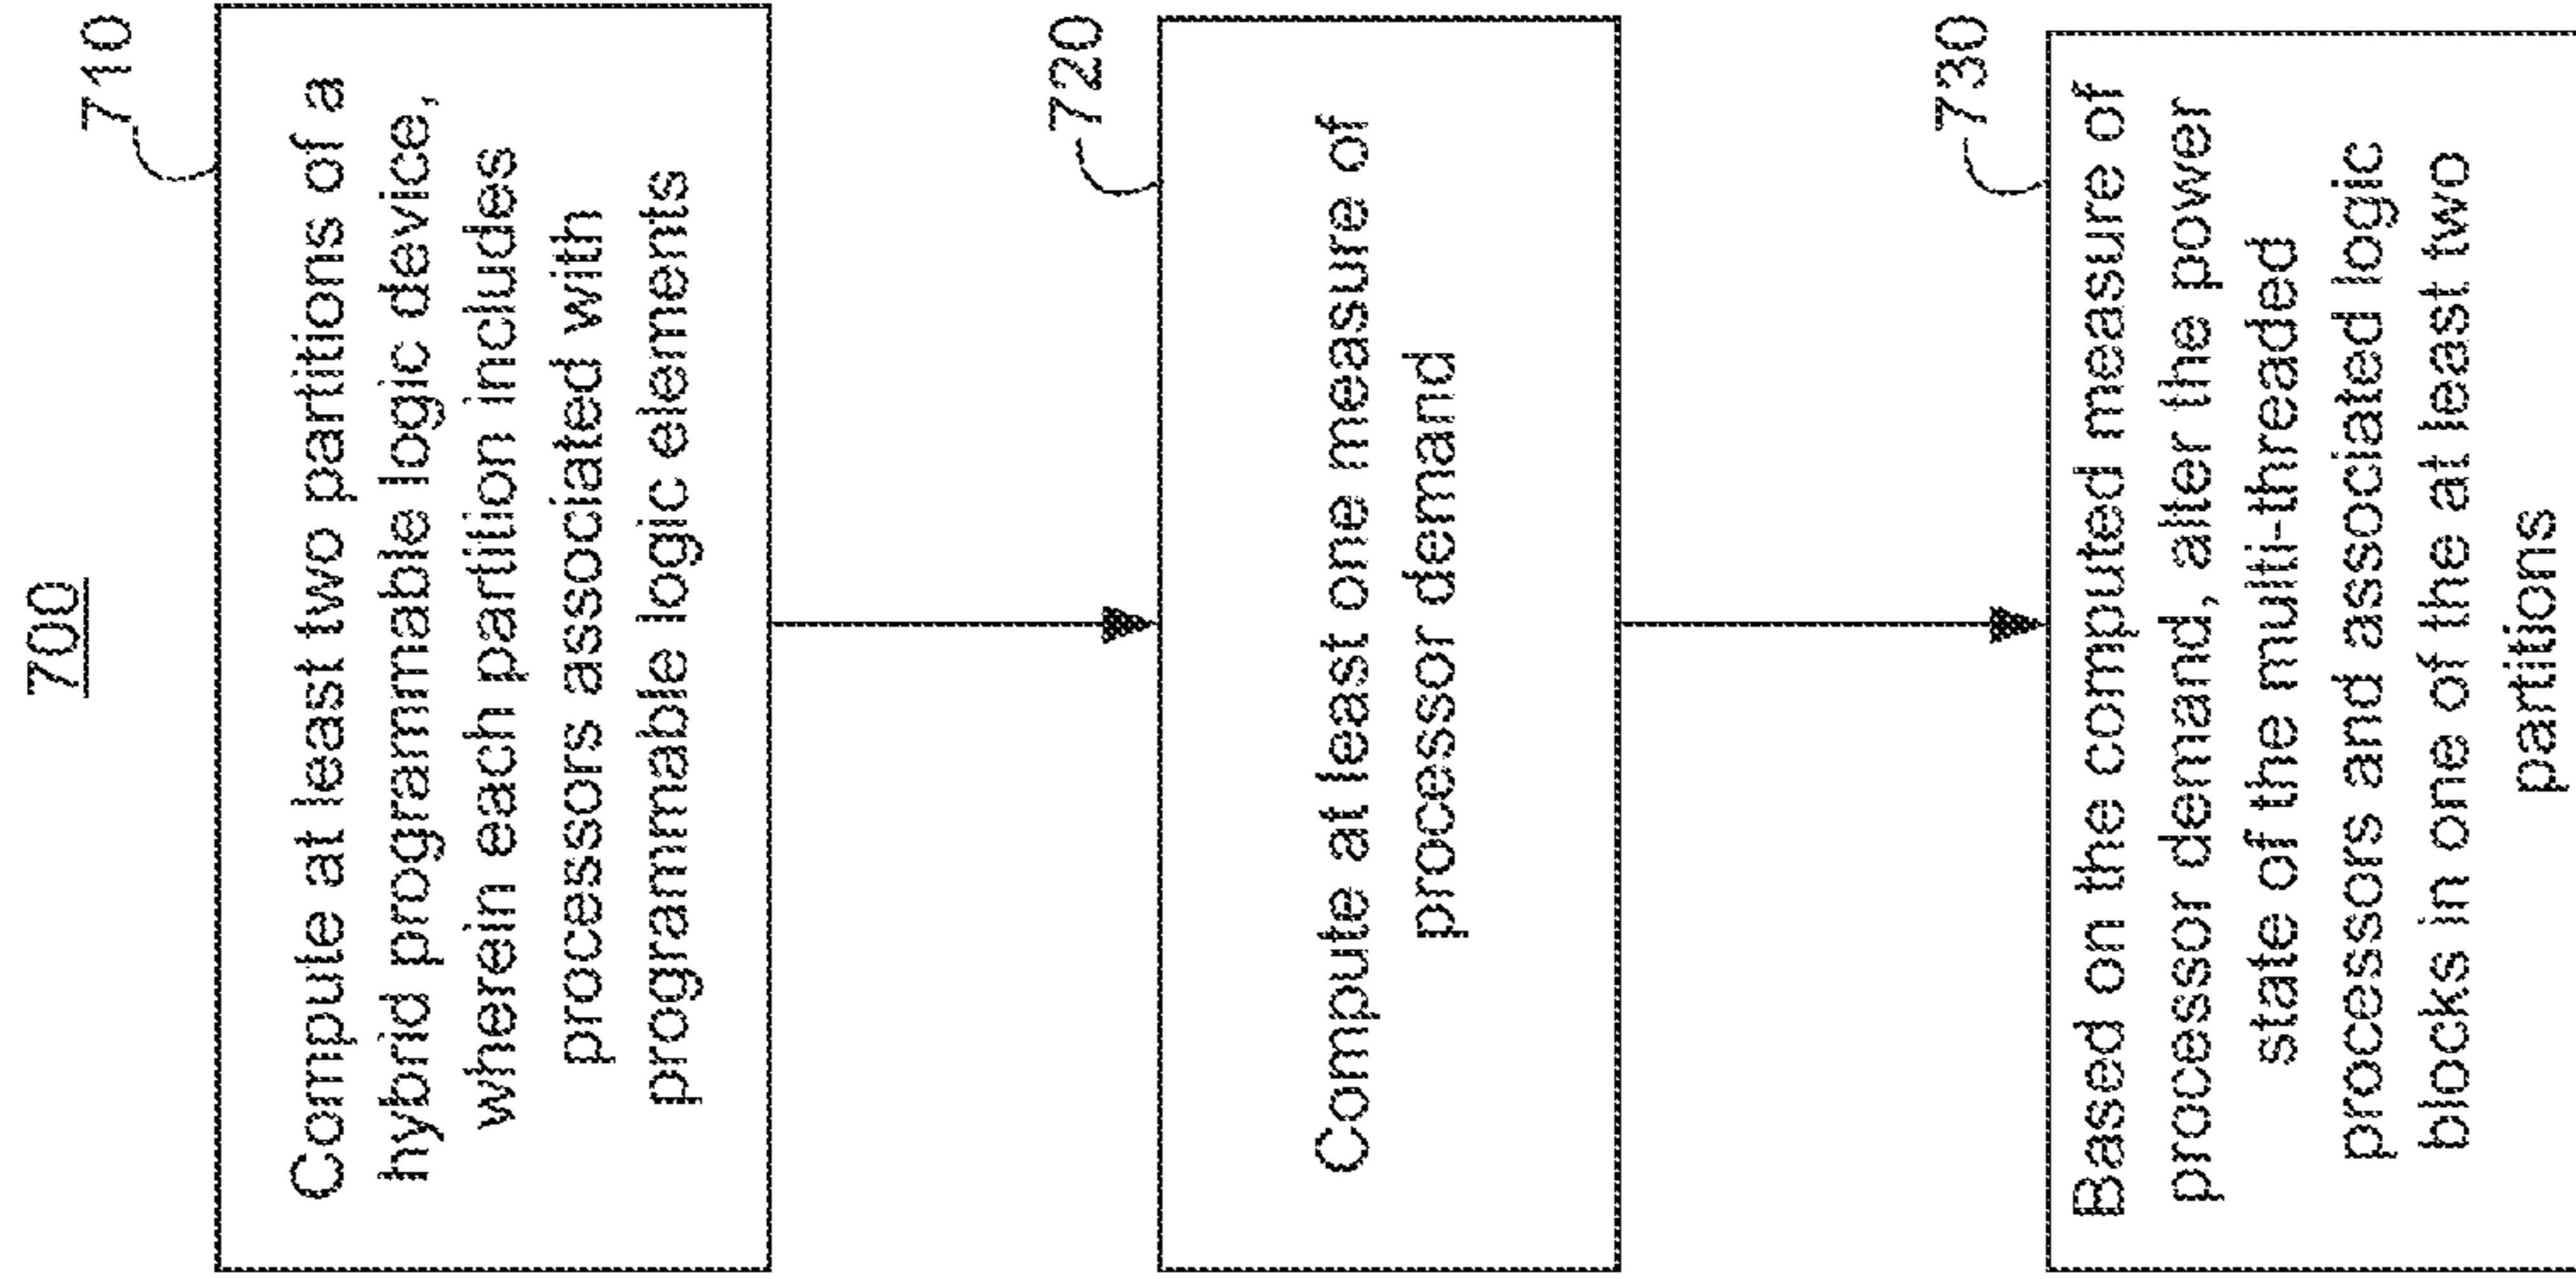 700
710
Compute at least two partitions of a
hybrid programmable logic device,
wherein each partition includes
processors associated with
programmable logic elements
720
Compute at least one measure of
processor demand
730
Based on the computed measure of
processor demand, alter the power
state of the multi-threaded
processors and associated logic
blocks in one of the at least two
partitions